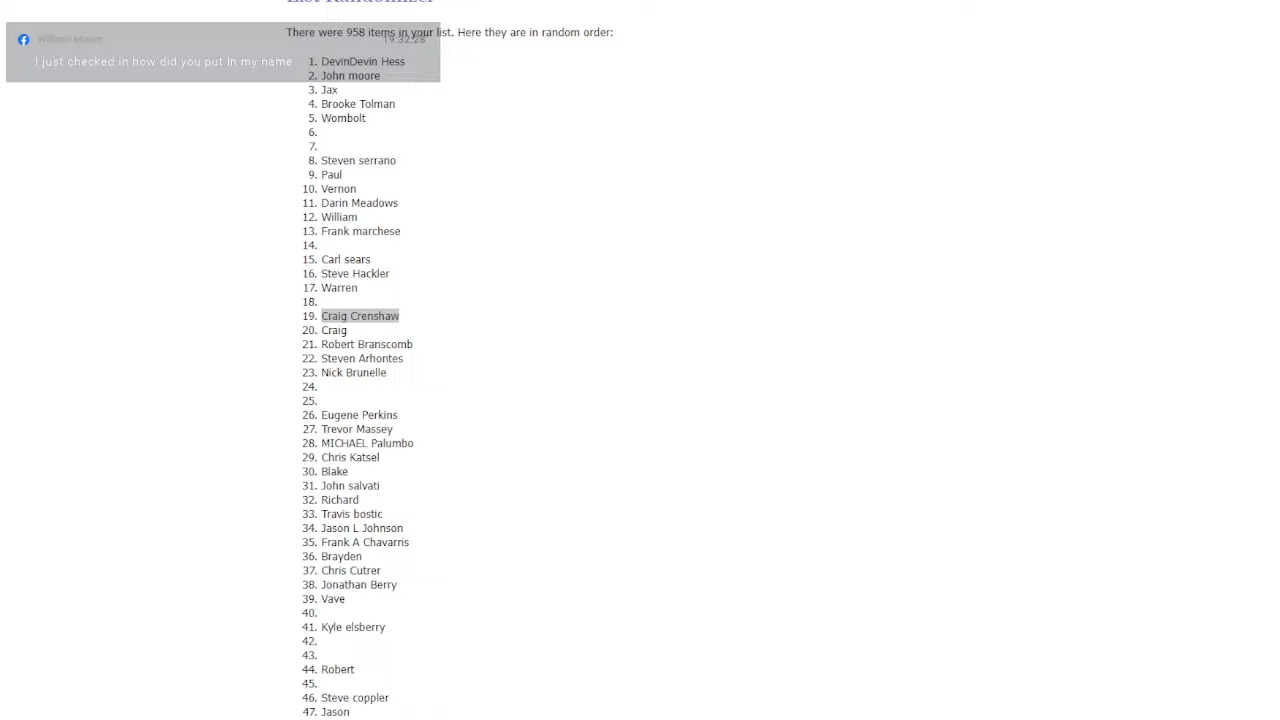 List Randomizer
There were 958 items in your list. Here they are in random order:
19:32:28
I just checked in how did you put in my name
1. DevinDevin Hess
2. John moore
3. Jax
4. Brooke Tolman
5. Wombolt
6.
7.
8. Steven serrano
9. Paul
10. Vernon
11. Darin Meadows
12. William
13. Frank marchese
14.
15. Carl sears
16. Steve Hackler
17. Warren
18.
19. Craig Crenshaw
20. Craig
21. Robert Branscomb
22. Steven Arhontes
23. Nick Brunelle
24.
25.
26. Eugene Perkins
27. Trevor Massey
28. MICHAEL Palumbo
29. Chris Katsel
30. Blake
31. John salvati
32. Richard
33. Travis bostic
34. Jason L Johnson
35. Frank A Chavarris
36. Brayden
37. Chris Cutrer
38. Jonathan Berry
39. Vave
40.
41. Kyle elsberry
42.
43.
44. Robert
45.
46. Steve coppler
47. Jason